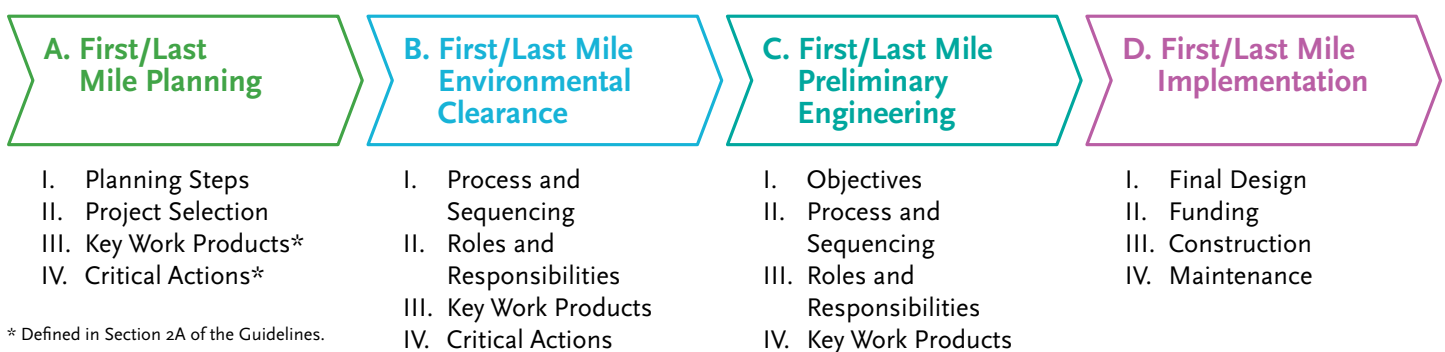 A. First/Last
Mile Planning
I. Planning Steps
II. Project Selection
III. Key Work Products*
IV. Critical Actions*
* Defined in Section 2A of the Guidelines.
B. First/Last Mile
Environmental
Clearance
I. Process and
Sequencing
II. Roles and
Responsibilities
III. Key Work Products
IV. Critical Actions
C. First/Last Mile
Preliminary
Engineering
I. Objectives
II. Process and
Sequencing
III. Roles and
Responsibilities
IV. Key Work Products
D. First/Last Mile
Implementation
I. Final Design
II. Funding
III. Construction
IV. Maintenance